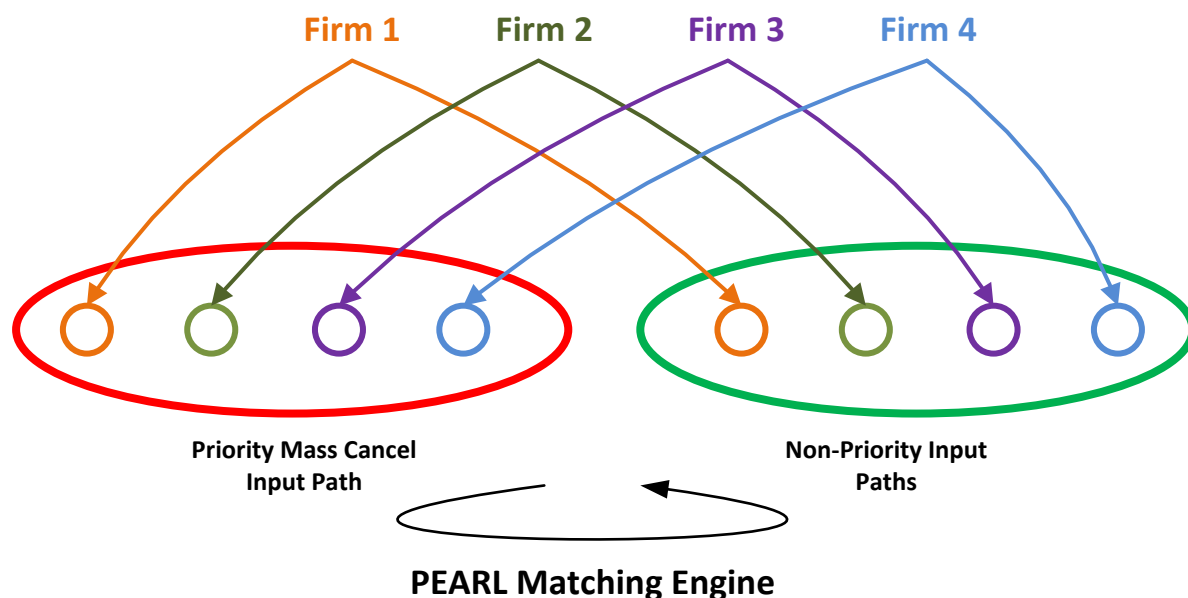 Firm 1
Firm 2
Firm 3
Firm 4
Priority Mass Cancel
Input Path
Non-Priority Input
Paths
PEARL Matching Engine